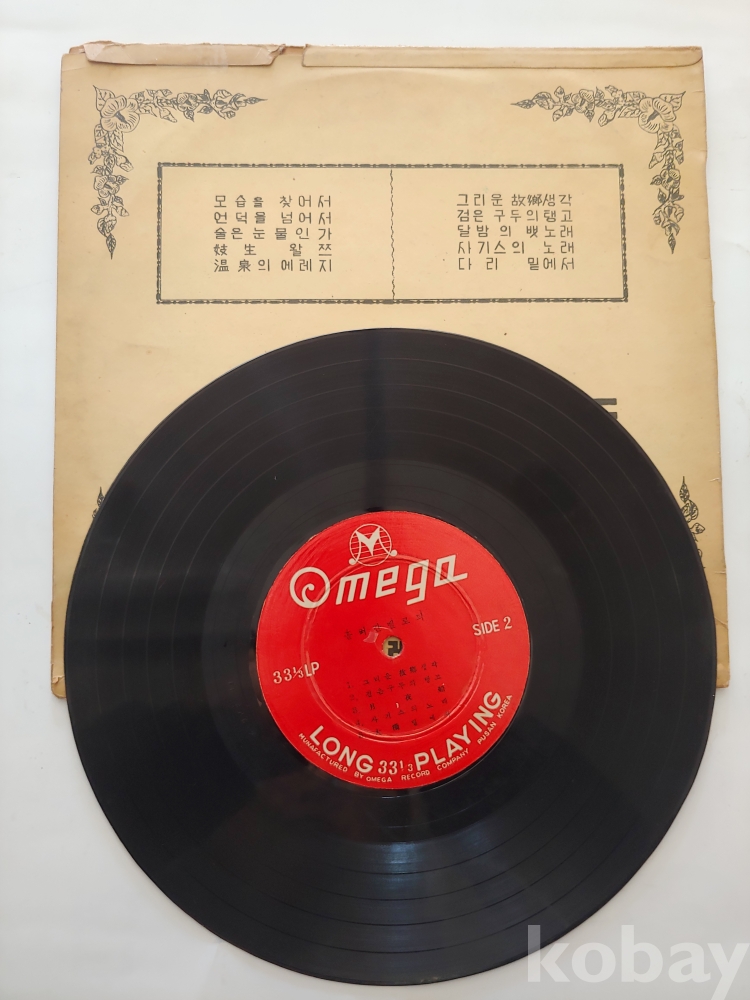 모습을 찾어서
언덕을 넘어서
술은 눈물인가
妓生 왈쯔
温泉의 에레지
그리운 故鄕생각
검은 구두의 탱고
달밤의 뱃노래
사기스의 노래
다리 밑에서
Omega
SIDE 2
33⅓LP
LONG 33⅓ PLAYING
MUNAFACTURED BY OMEGA RECORD COMPANY PUSAN KOREA
kobay